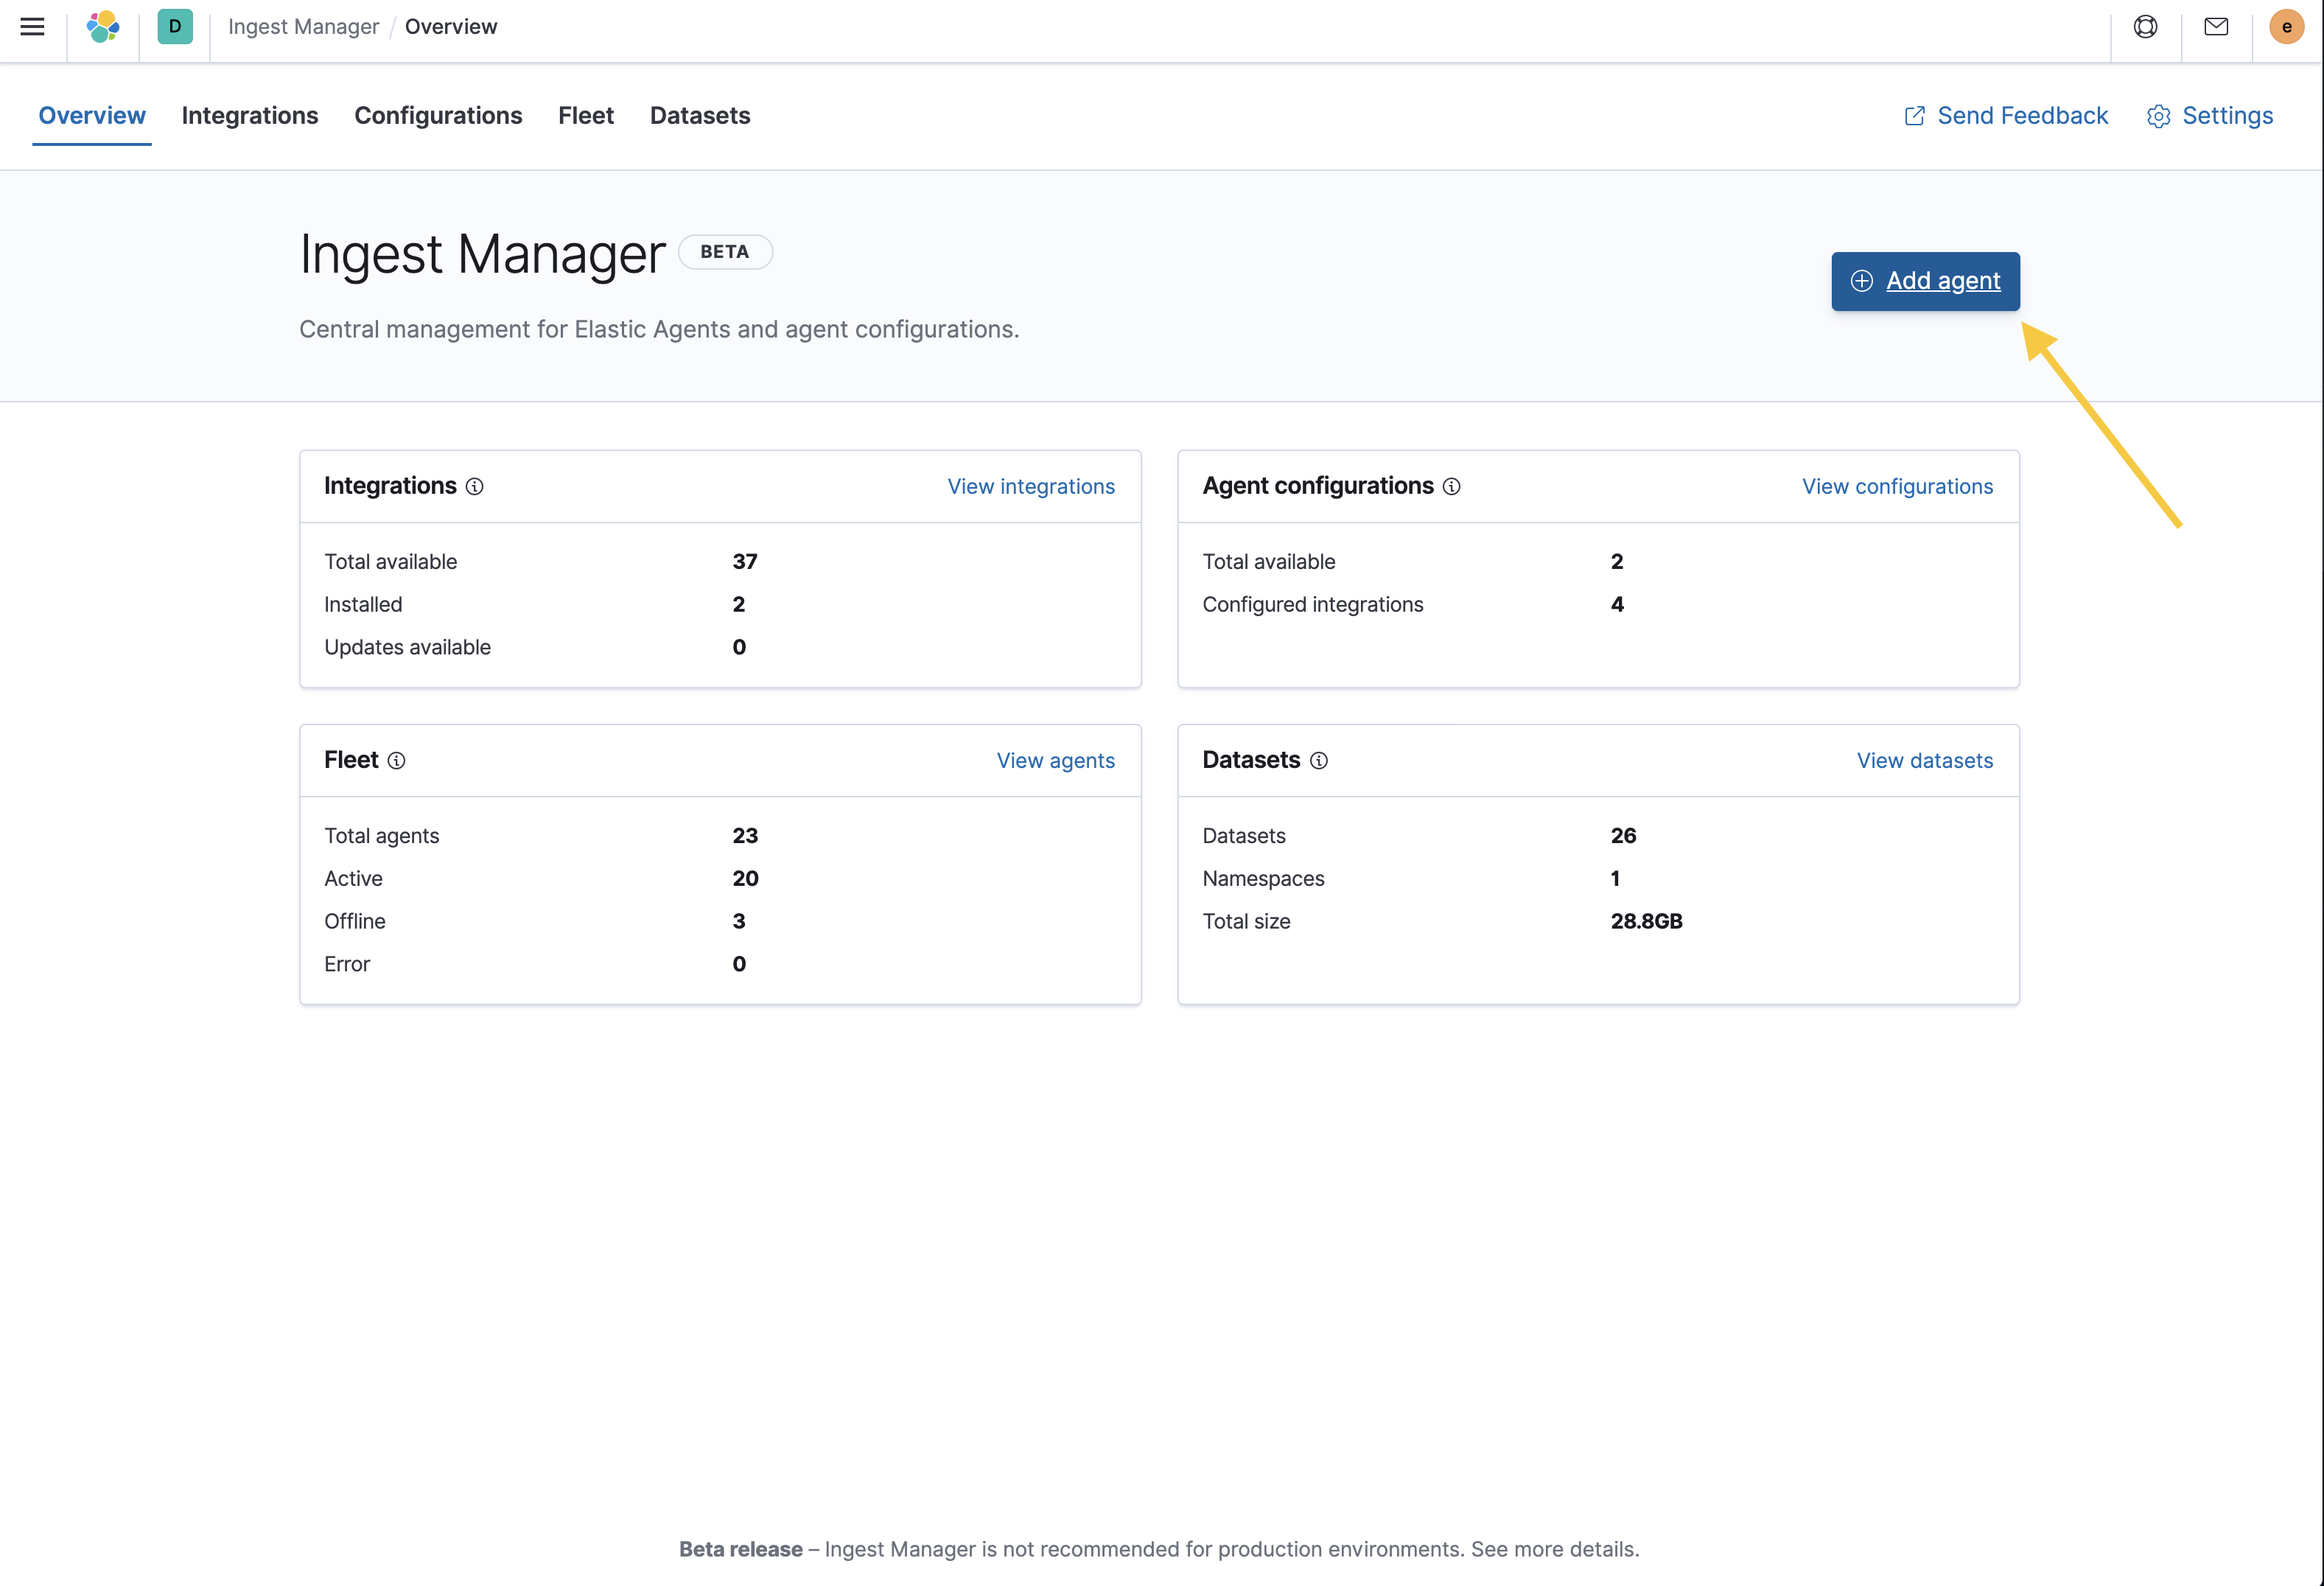 D Ingest Manager / Overview e
Overview Integrations Configurations Fleet Datasets Send Feedback Settings
Ingest Manager BETA
Add agent
Central management for Elastic Agents and agent configurations.
Integrations View integrations
Total available 37
Installed 2
Updates available 0
Agent configurations View configurations
Total available 2
Configured integrations 4
Fleet View agents
Total agents 23
Active 20
Offline 3
Error 0
Datasets View datasets
Datasets 26
Namespaces 1
Total size 28.8GB
Beta release – Ingest Manager is not recommended for production environments. See more details.